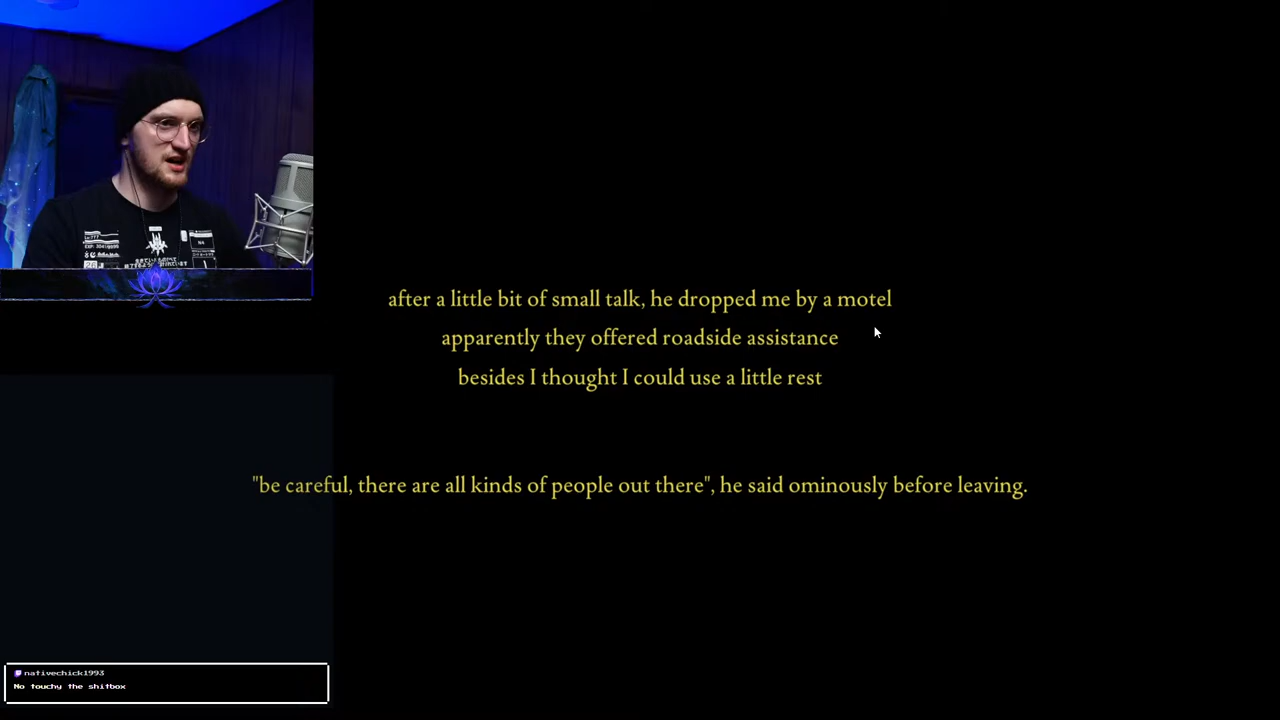 after a little bit of small talk, he dropped me by a motel
apparently they offered roadside assistance
besides I thought I could use a little rest
"be careful, there are all kinds of people out there", he said ominously before leaving.
nativechick1993
No touchy the shitbox